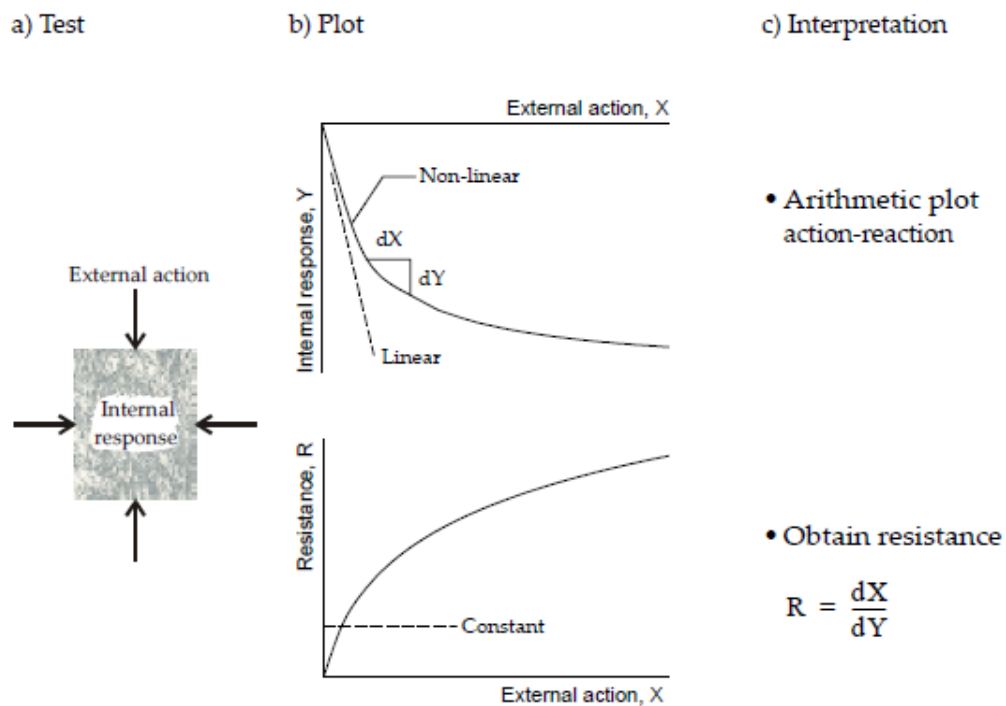 a) Test
b) Plot
c) Interpretation
External action
Internal
response
External action, X
Internal response, Y
Non-linear
dX
dY
Linear
• Arithmetic plot
action-reaction
Resistance, R
Constant
External action, X
• Obtain resistance
R = dX
dY